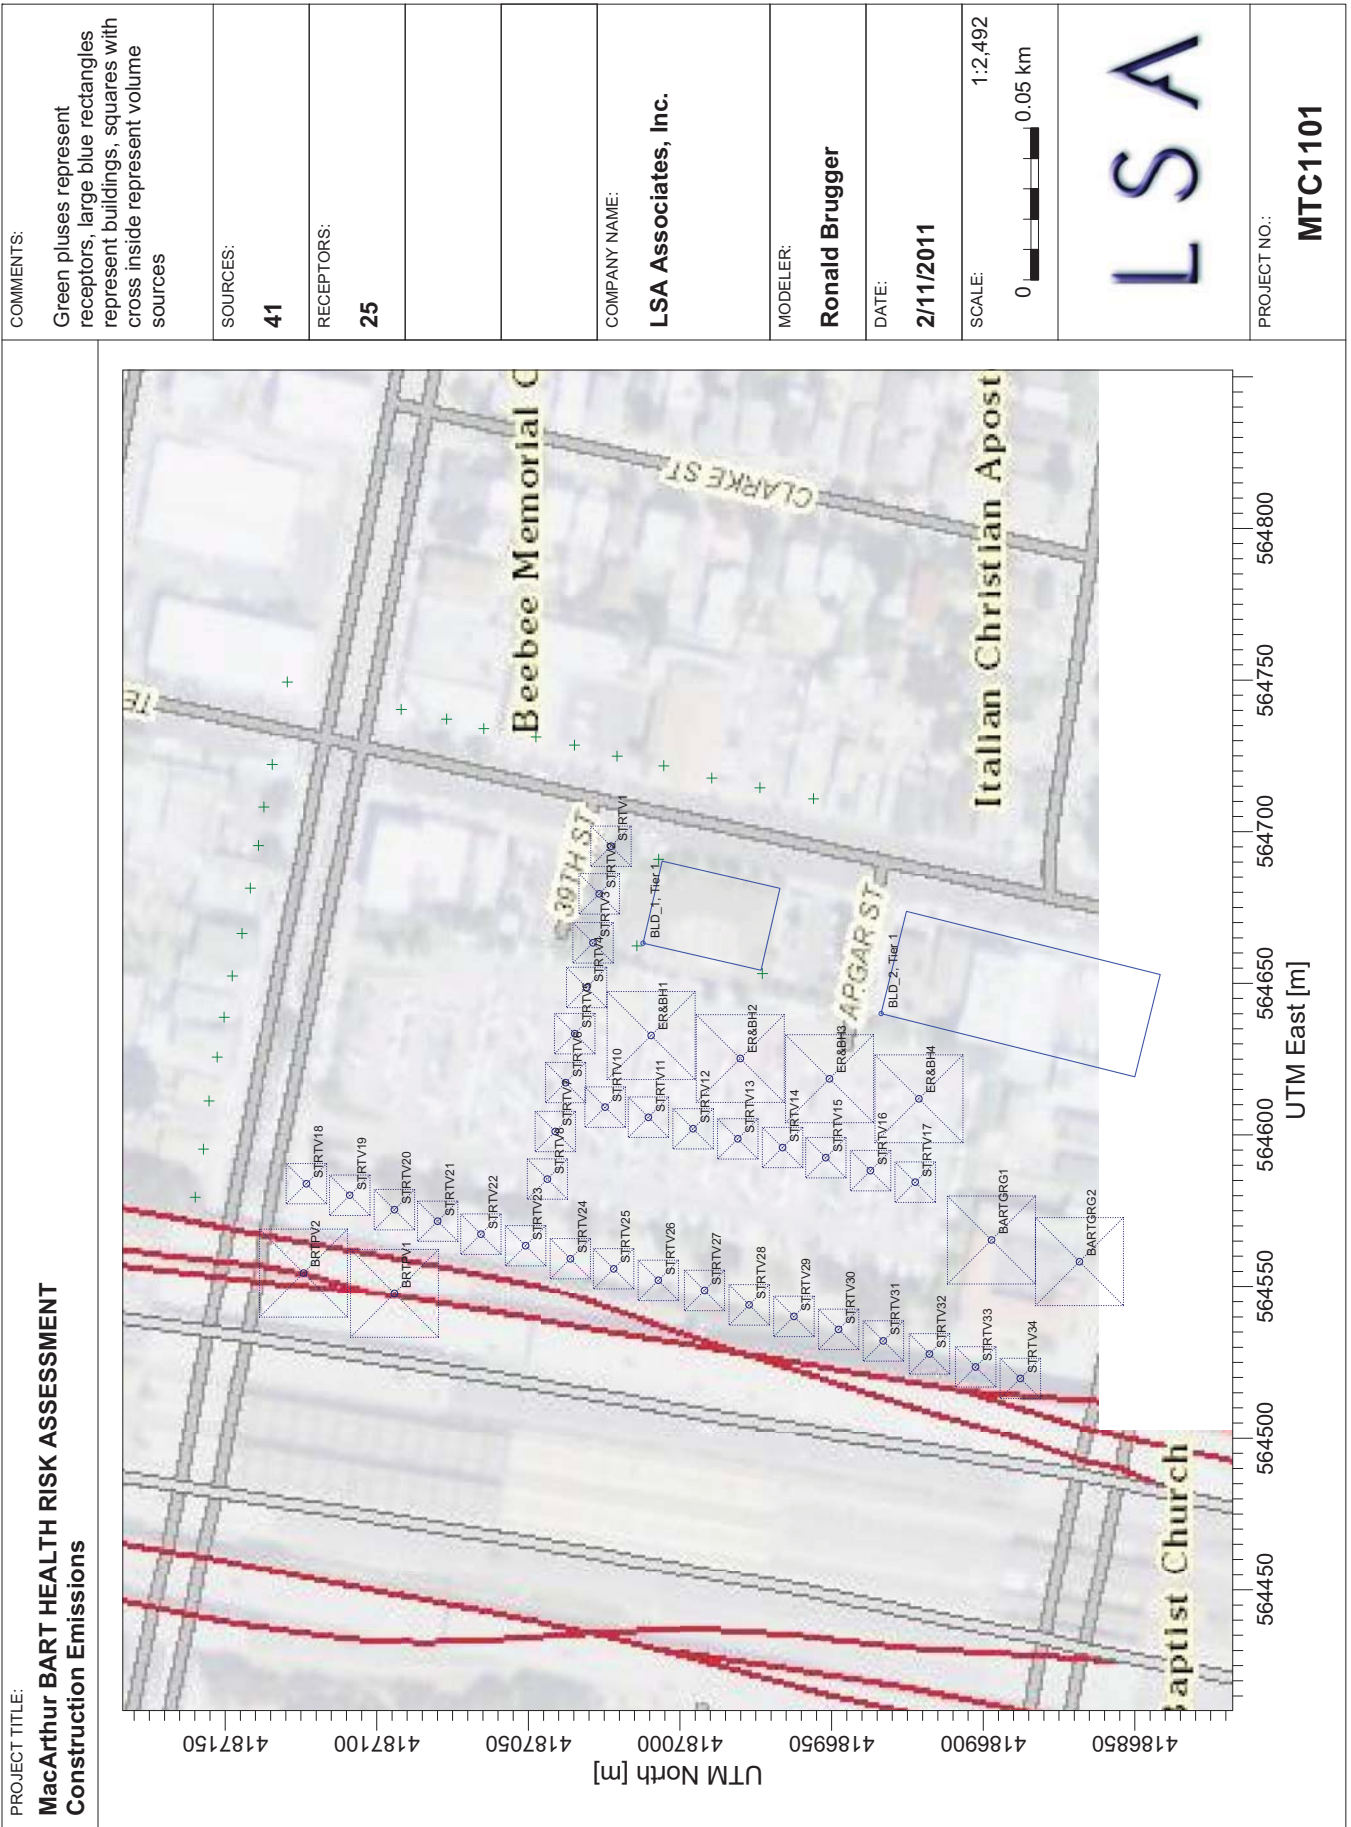 PROJECT TITLE:
MacArthur BART HEALTH RISK ASSESSMENT
Construction Emissions
COMMENTS:
Green pluses represent
receptors, large blue rectangles
represent buildings, squares with
cross inside represent volume
sources
SOURCES:
41
RECEPTORS:
25
COMPANY NAME:
LSA Associates, Inc.
MODELER:
Ronald Brugger
DATE:
2/11/2011
SCALE:
1:2,492
0
0.05 km
LSA
PROJECT NO.:
MTC1101
UTM North [m]
4187150
4187100
4187050
4187000
4186950
4186900
4186850
UTM East [m]
564450
564500
564550
564600
564650
564700
564750
564800
TE
Beebee Memorial C
CLARKE ST
Italian Christian Apost
39TH ST
APGAR ST
aptist Church
BLD_1, Tier 1
BLD_2, Tier 1
STRTV1
STRTV2
STRTV3
STRTV4
STRTV5
STRTV6
STRTV7
STRTV8
STRTV10
STRTV11
STRTV12
STRTV13
STRTV14
STRTV15
STRTV16
STRTV17
ER&BH1
ER&BH2
ER&BH3
ER&BH4
BARTGRG1
BARTGRG2
BRTPV2
BRTPV1
STRTV18
STRTV19
STRTV20
STRTV21
STRTV22
STRTV23
STRTV24
STRTV25
STRTV26
STRTV27
STRTV28
STRTV29
STRTV30
STRTV31
STRTV32
STRTV33
STRTV34